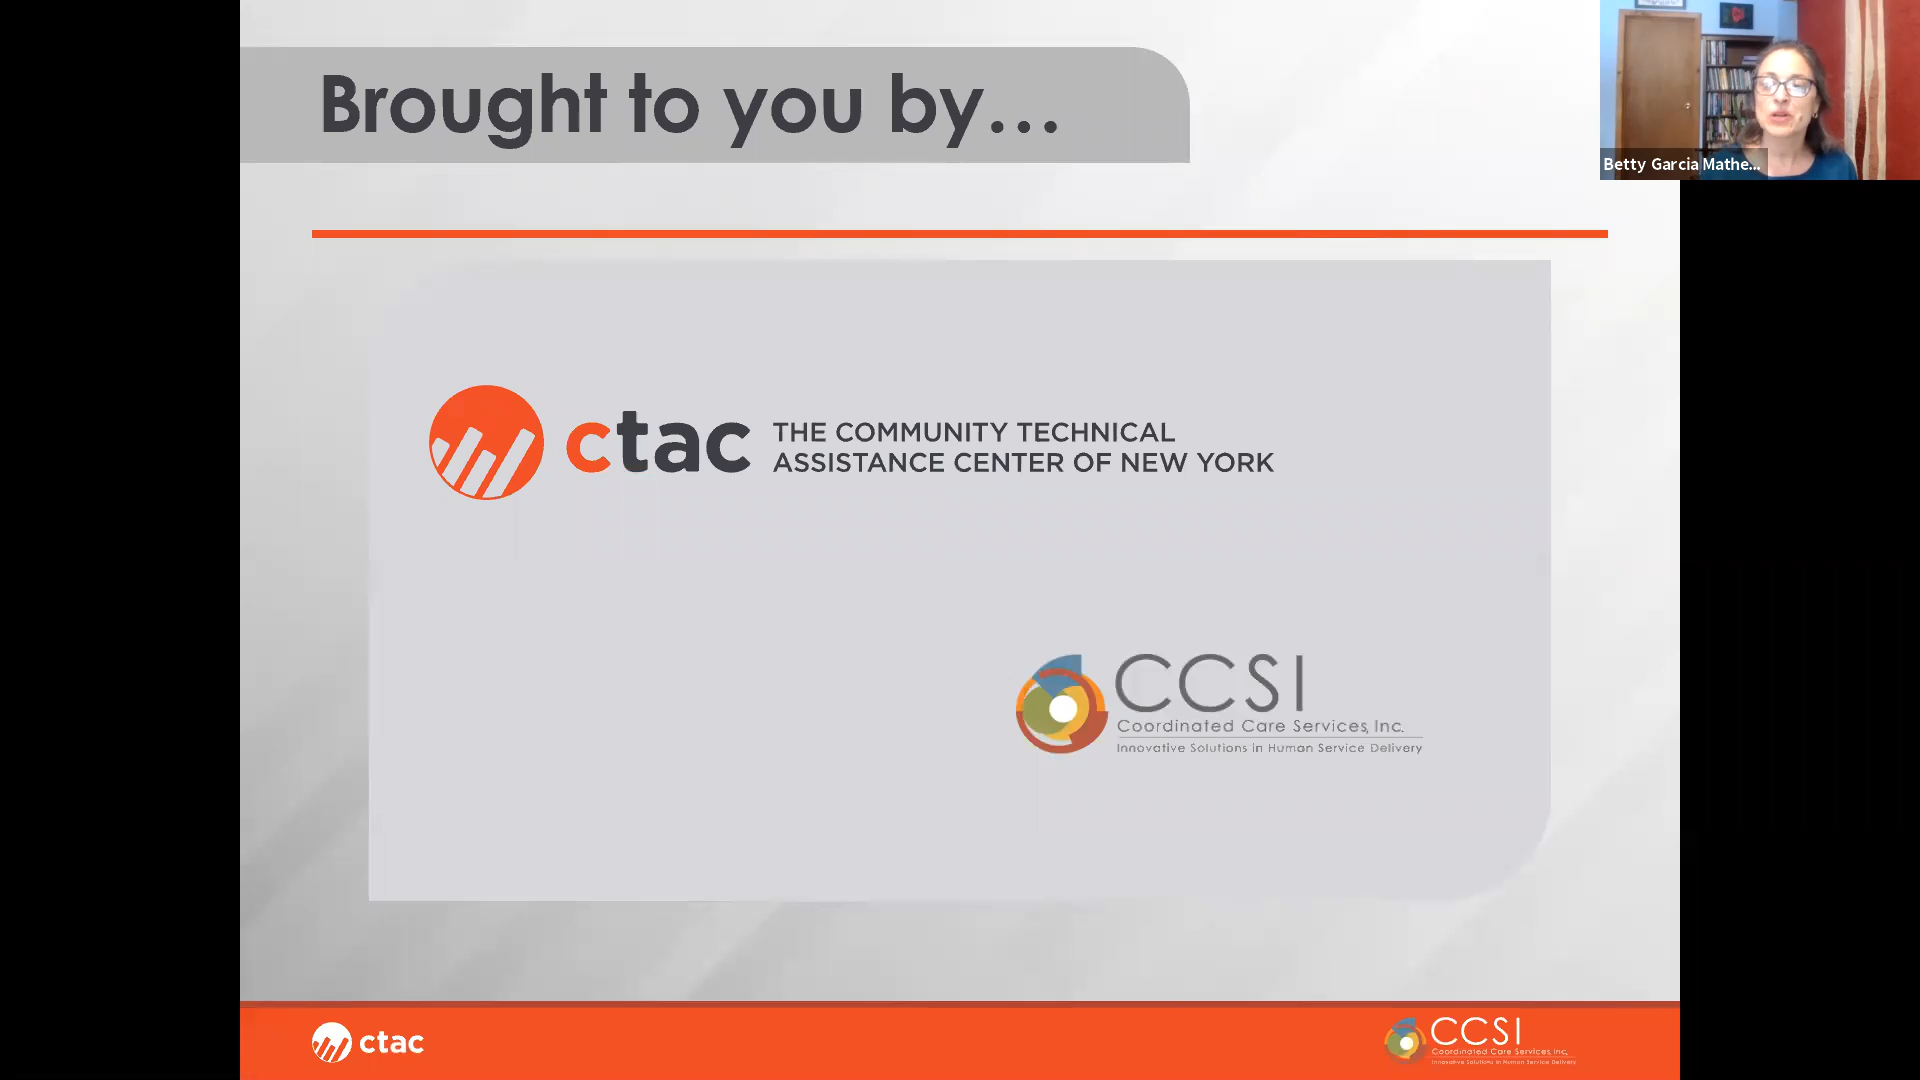 Brought to you by...
Betty Garcia Mathe...
ctac THE COMMUNITY TECHNICAL
ASSISTANCE CENTER OF NEW YORK
CCSI
Coordinated Care Services, Inc.
Innovative Solutions in Human Service Delivery
ctac
CCSI
Coordinated Care Services, Inc.
Innovative Solutions in Human Service Delivery